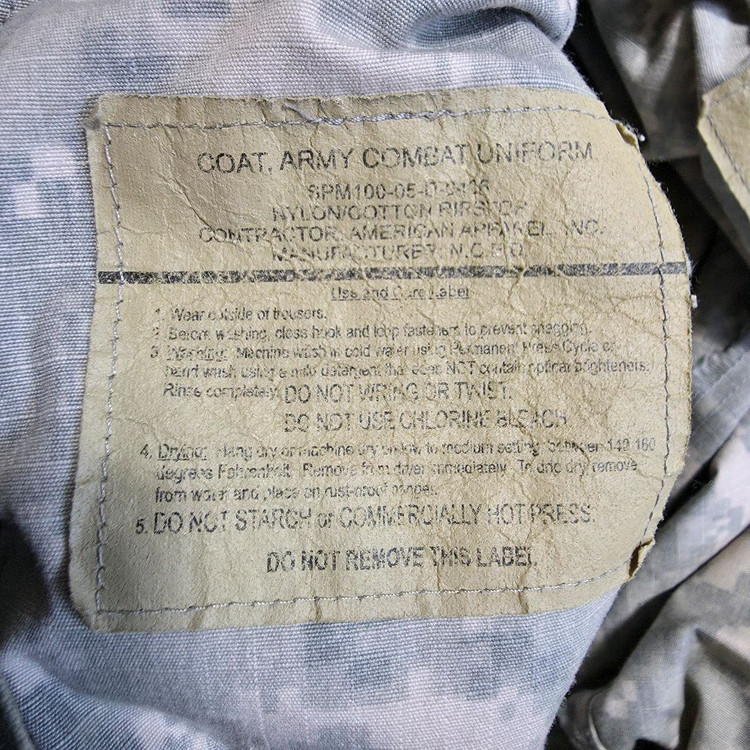 COAT, ARMY COMBAT UNIFORM
NYLON/COTTON RIPSTOP
CONTRACTOR: AMERICAN APPAREL, INC.
MANUFACTURER:
Use and Care Label
1. Wear outside of trousers.
2. Before washing, close hook and loop fasteners to prevent snagging.
3. Washing: Machine wash in cold water using Permanent Press Cycle or
hand wash using a mild detergent that does NOT contain optical brighteners.
Rinse completely. DO NOT WRING OR TWIST.
DO NOT USE CHLORINE BLEACH.
4. Drying: Hang dry or machine dry on low to medium setting, between 140-160
degrees Fahrenheit. Remove from dryer immediately. To drip dry remove
from water and place on rust-proof hanger.
5. DO NOT STARCH or COMMERCIALLY HOT PRESS.
DO NOT REMOVE THIS LABEL